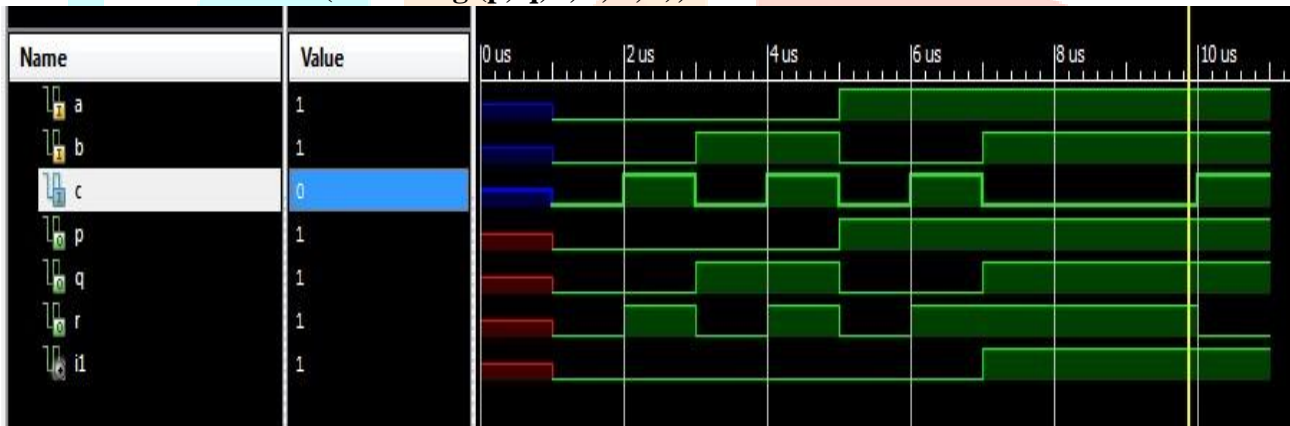 g (p, q, , , , ,
Name Value 0 us 2 us 4 us 6 us 8 us 10 us
a 1
b 1
c 0
p 1
q 1
r 1
i1 1